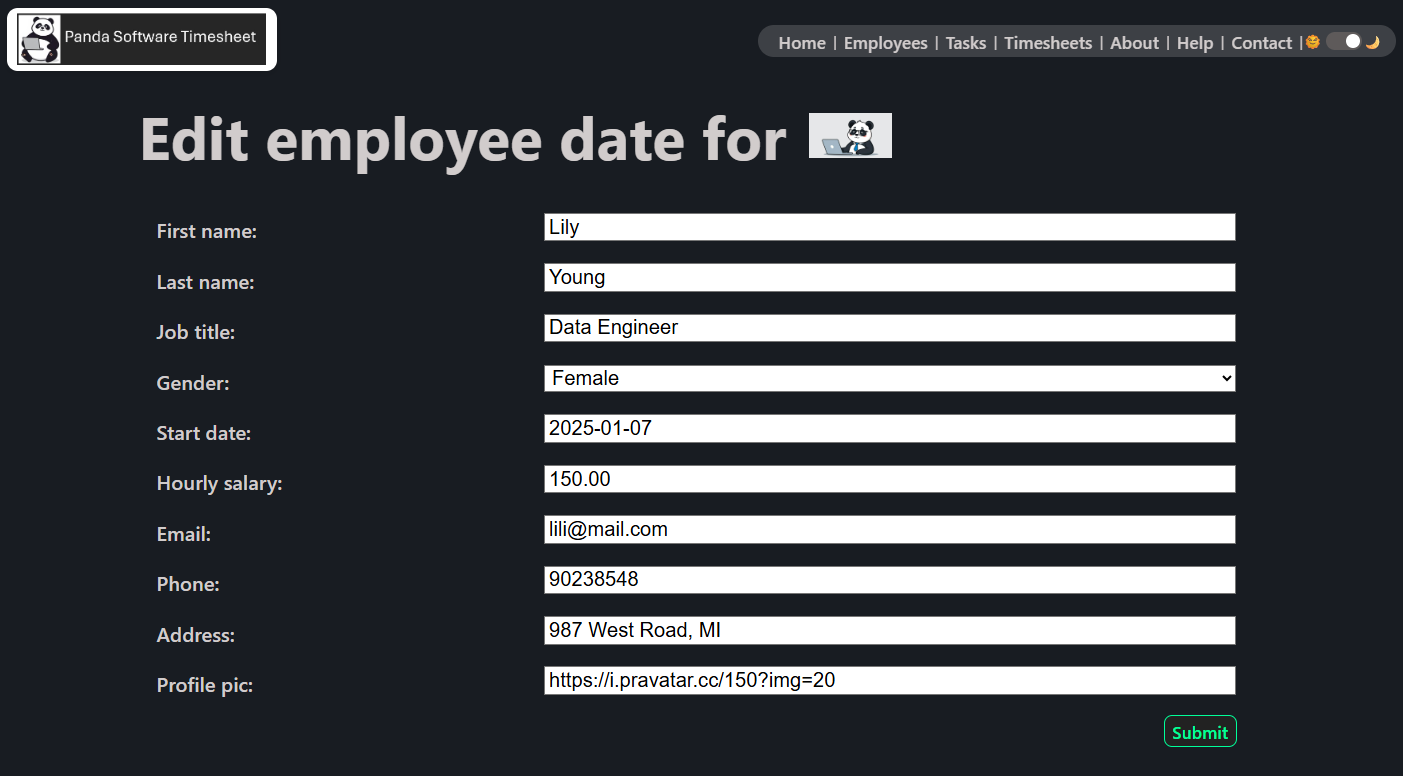 Panda Software Timesheet
Home | Employees | Tasks | Timesheets | About | Help | Contact |
Edit employee date for
First name: Lily
Last name: Young
Job title: Data Engineer
Gender: Female
Start date: 2025-01-07
Hourly salary: 150.00
Email: lili@mail.com
Phone: 90238548
Address: 987 West Road, MI
Profile pic: https://i.pravatar.cc/150?img=20
Submit